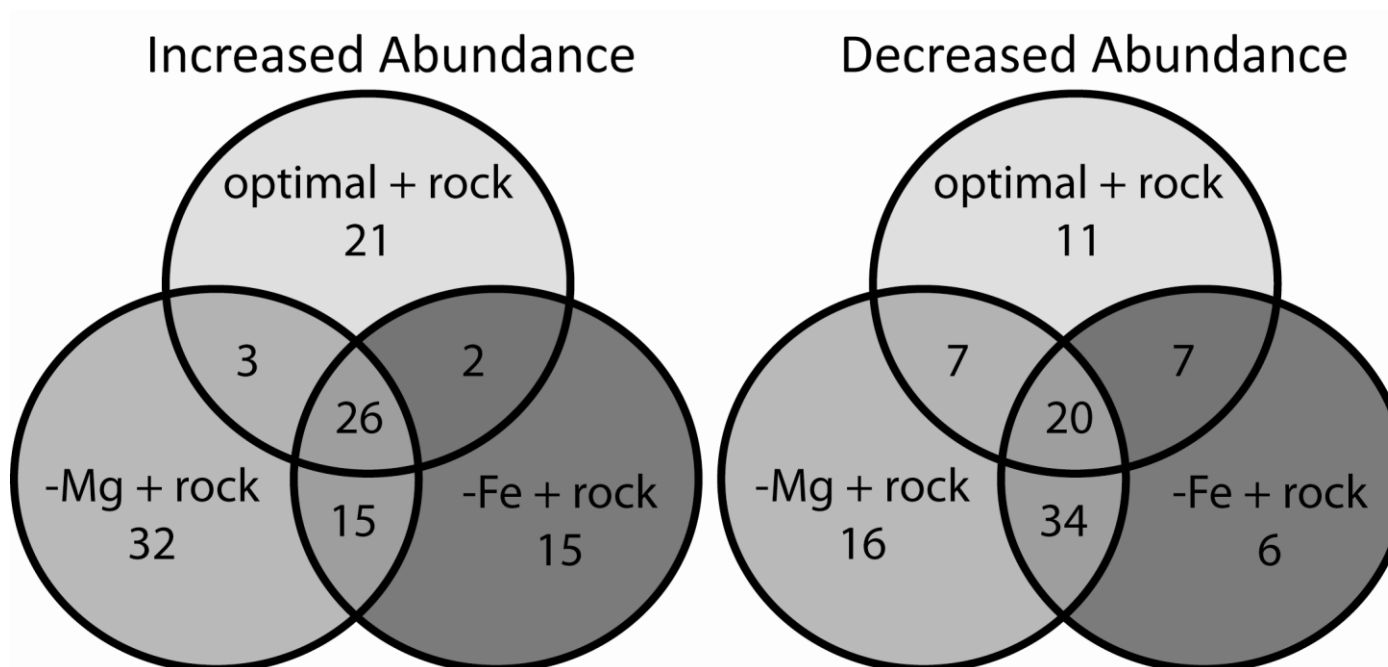 Increased Abundance
optimal + rock
21
3
2
26
-Mg + rock
32
15
-Fe + rock
15
Decreased Abundance
optimal + rock
11
7
7
20
-Mg + rock
16
34
-Fe + rock
6